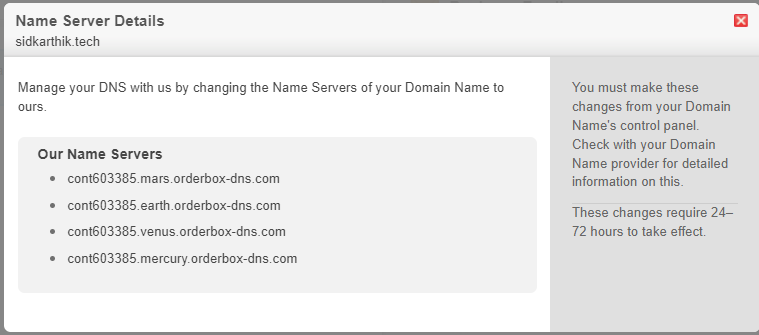 Name Server Details
sidkarthik.tech
Manage your DNS with us by changing the Name Servers of your Domain Name to
ours.
Our Name Servers
cont603385.mars.orderbox-dns.com
cont603385.earth.orderbox-dns.com
cont603385.venus.orderbox-dns.com
cont603385.mercury.orderbox-dns.com
You must make these
changes from your Domain
Name's control panel.
Check with your Domain
Name provider for detailed
information on this.
These changes require 24–
72 hours to take effect.